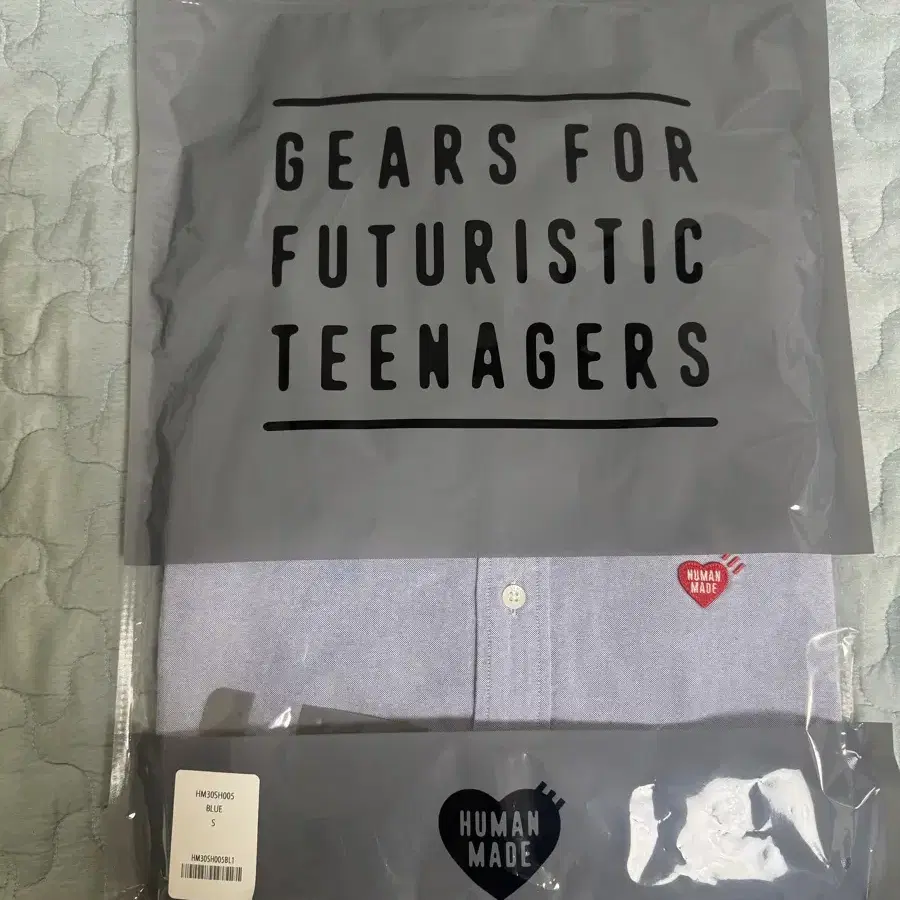 GEARS FOR
FUTURISTIC
TEENAGERS
HUMAN
MADE
HM30SH005
BLUE
S
HM30SH005BL1
HUMAN
MADE